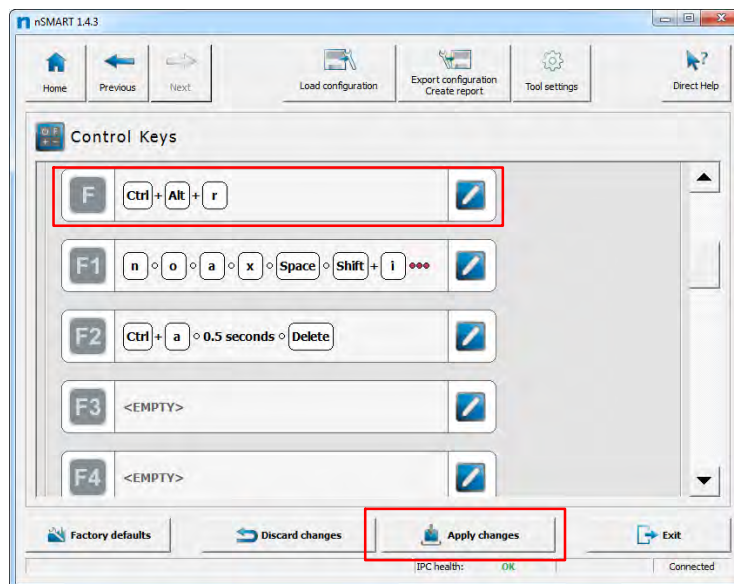 nSMART 1.4.3
Home Previous Next Load configuration Export configuration Create report Tool settings Direct Help
Control Keys
F Ctrl + Alt + r
F1 n o a x Space Shift + i
F2 Ctrl + a 0.5 seconds Delete
F3 <EMPTY>
F4 <EMPTY>
Factory defaults Discard changes Apply changes Exit
IPC health: OK Connected